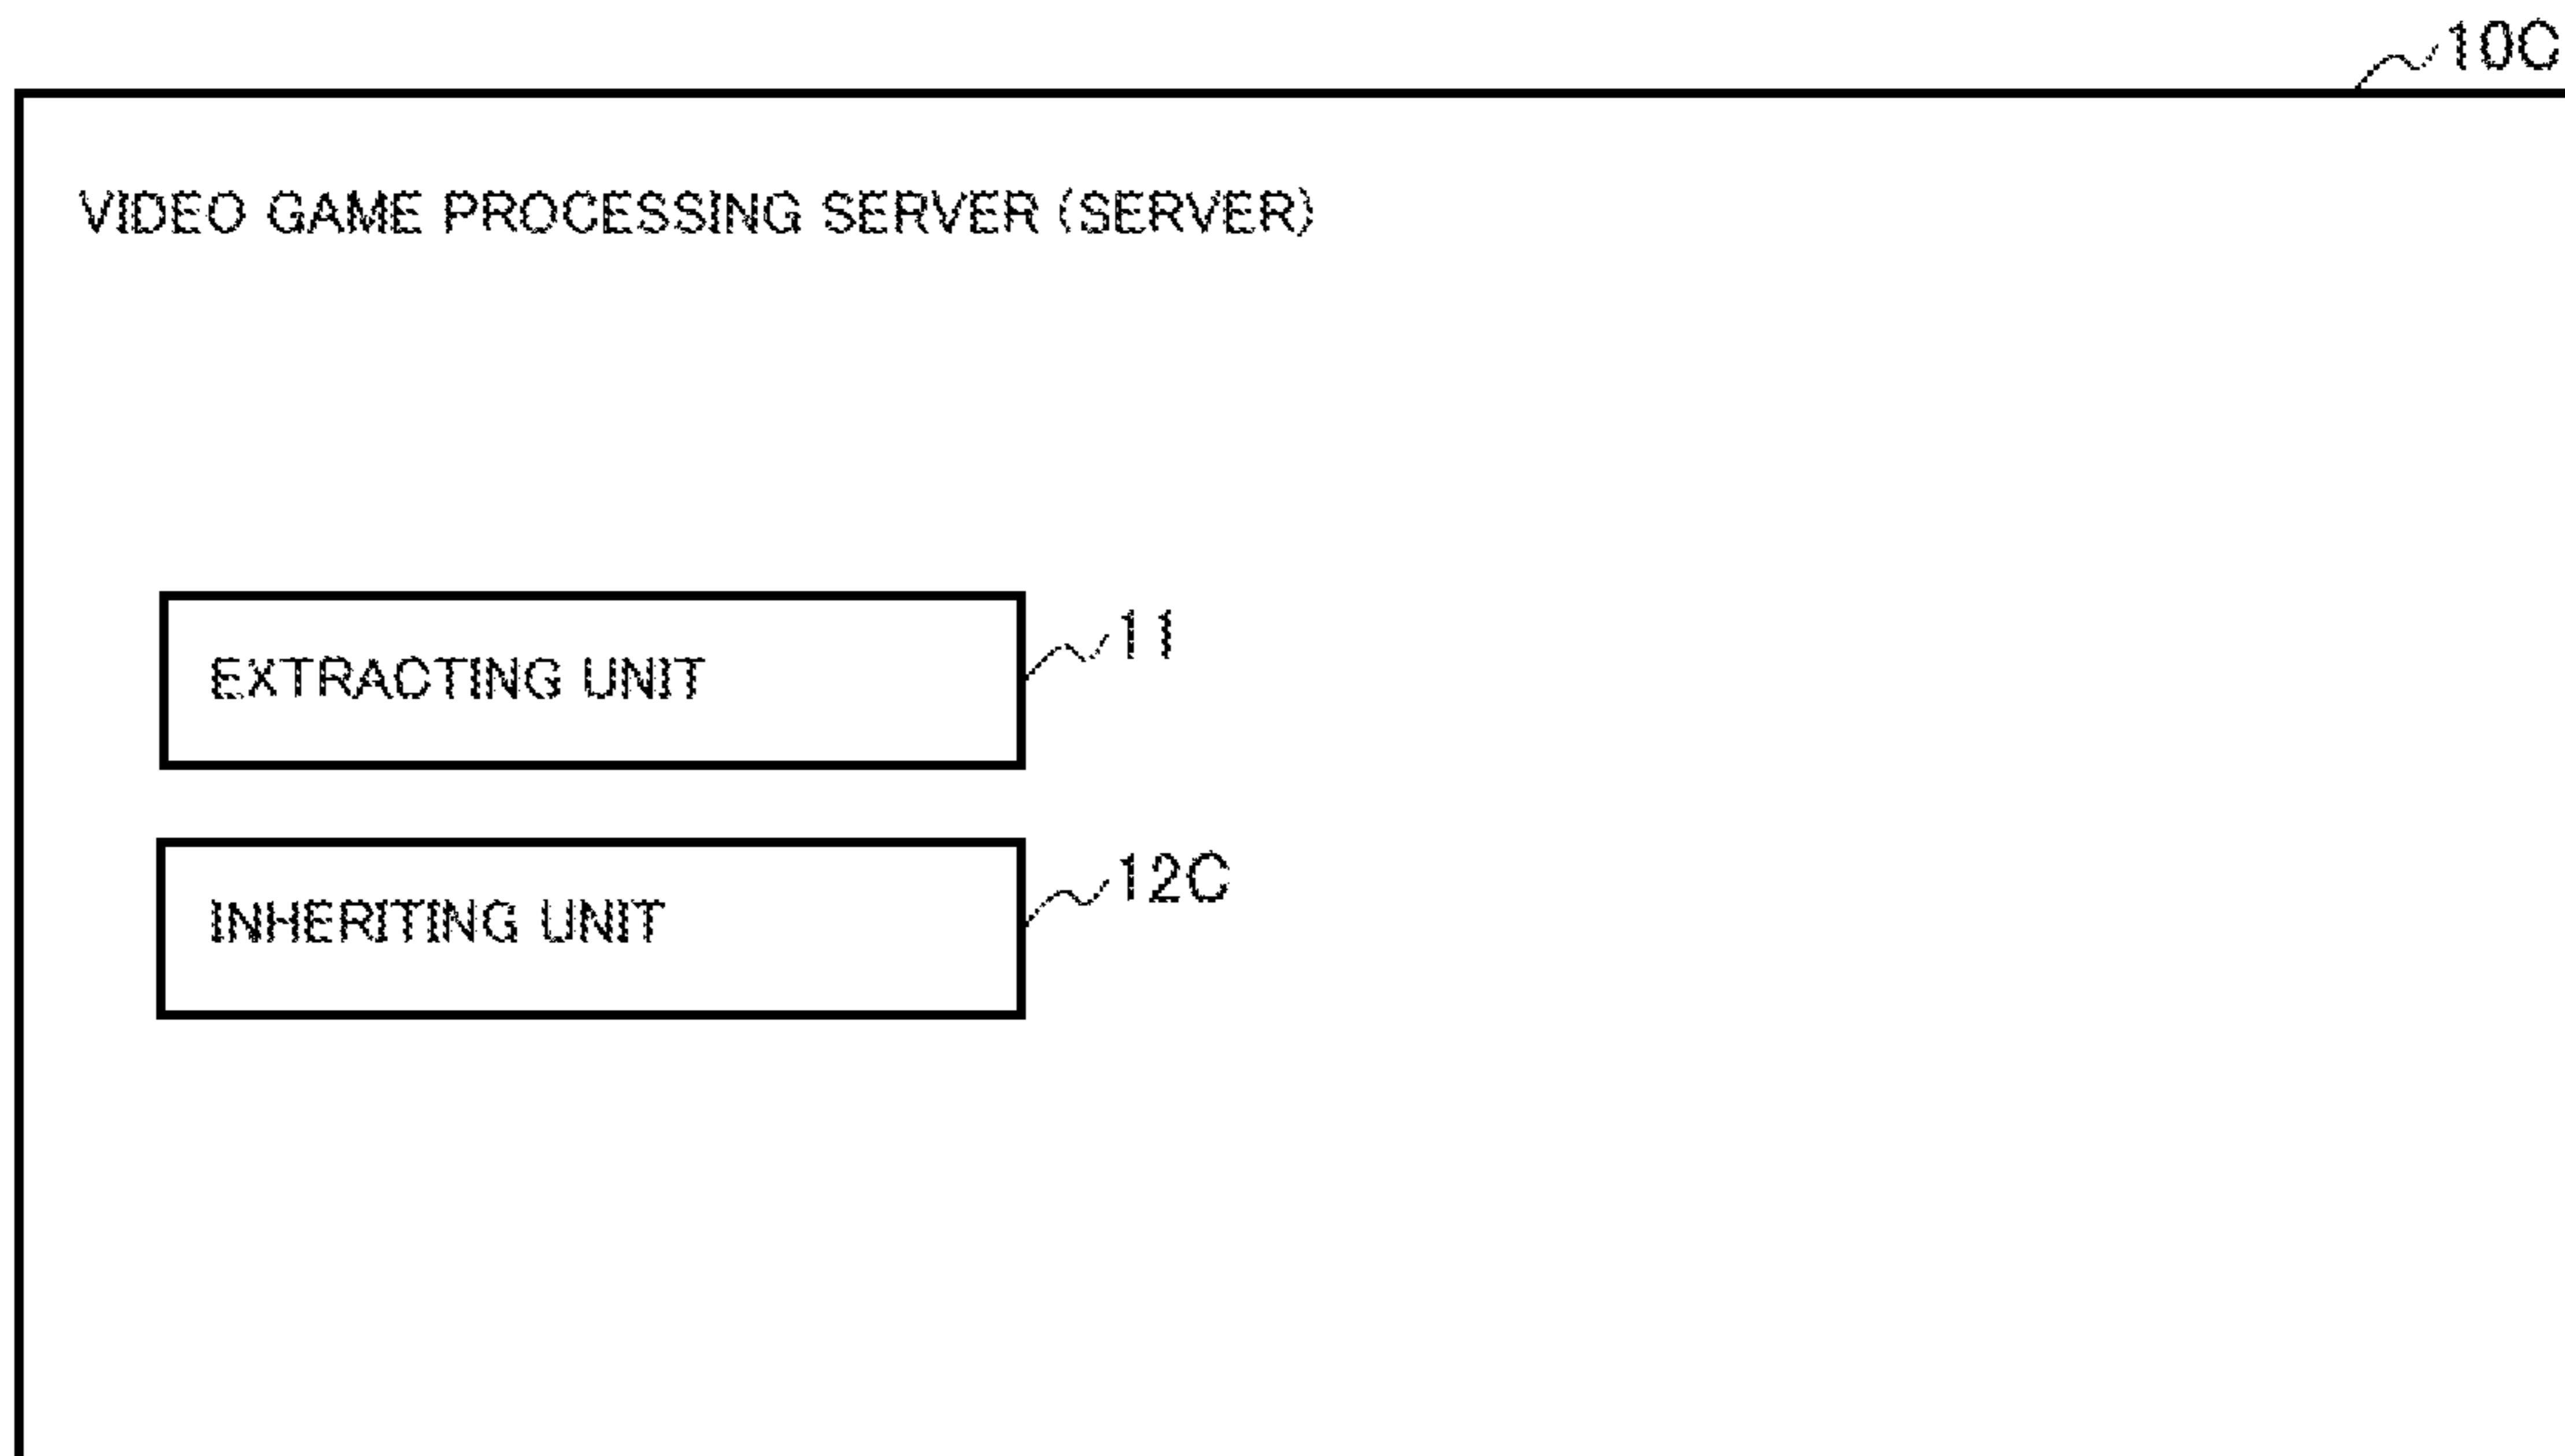 10C
VIDEO GAME PROCESSING SERVER (SERVER)
EXTRACTING UNIT
11
INHERITING UNIT
12C